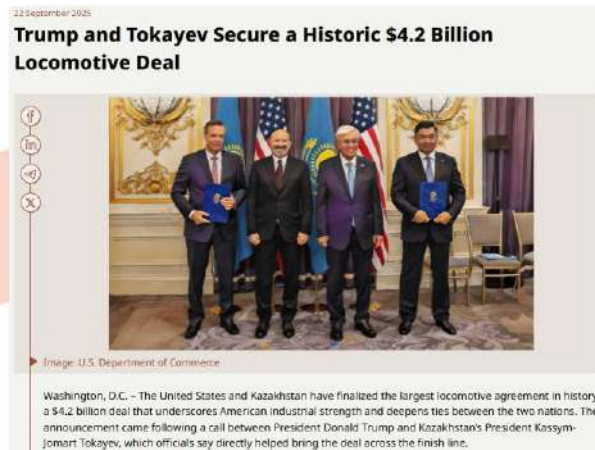 22 September 2025
Trump and Tokayev Secure a Historic $4.2 Billion
Locomotive Deal
Image: U.S. Department of Commerce
Washington, D.C. – The United States and Kazakhstan have finalized the largest locomotive agreement in history
a $4.2 billion deal that underscores American industrial strength and deepens ties between the two nations. The
announcement came following a call between President Donald Trump and Kazakhstan's President Kassym-
Jomart Tokayev, which officials say directly helped bring the deal across the finish line.